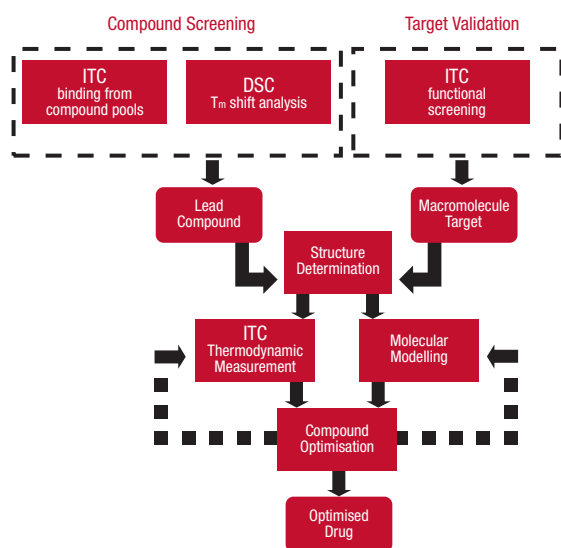 Compound Screening
Target Validation
ITC
binding from
compound pools
DSC
Tm shift analysis
ITC
functional
screening
Lead
Compound
Macromolecule
Target
Structure
Determination
ITC
Thermodynamic
Measurement
Molecular
Modelling
Compound
Optimisation
Optimised
Drug